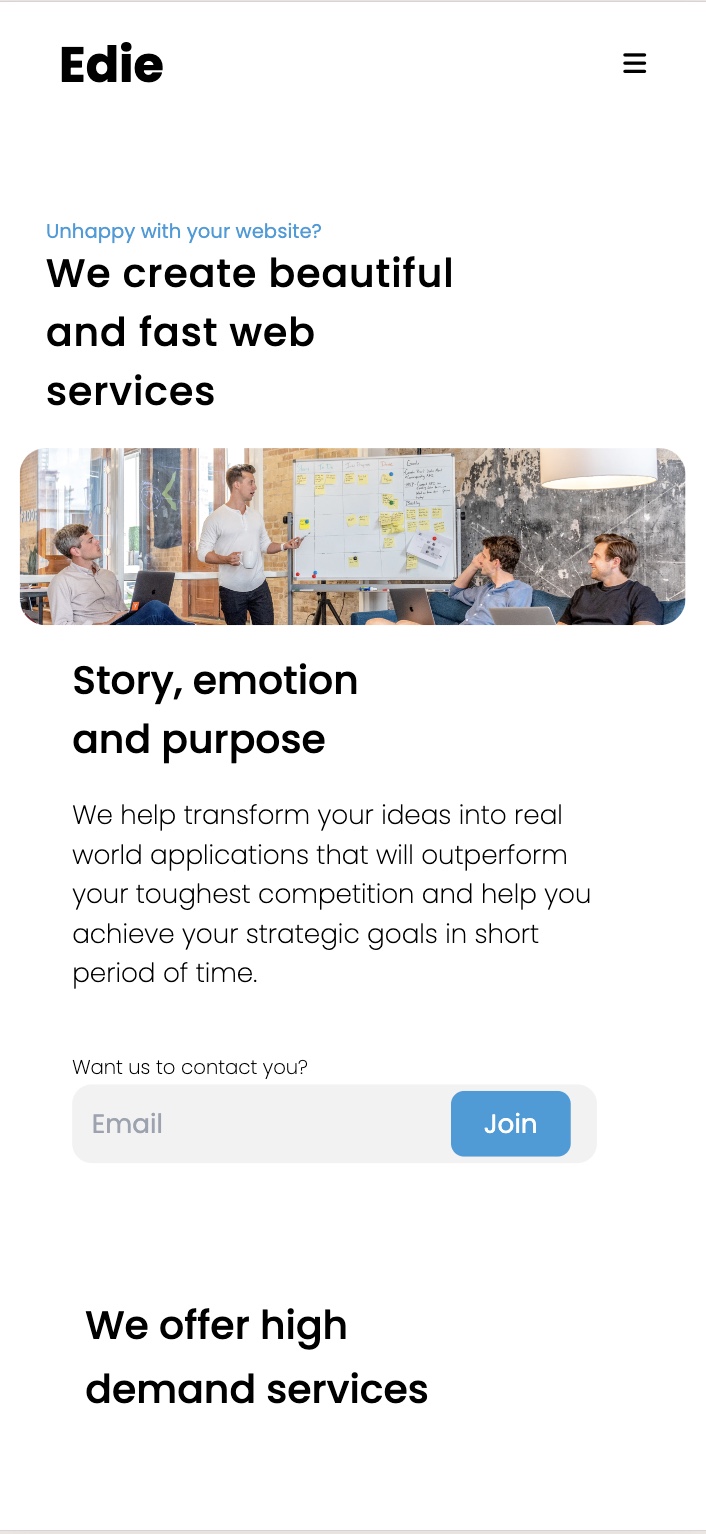 Edie
Unhappy with your website?
We create beautiful
and fast web
services
Story, emotion
and purpose
We help transform your ideas into real
world applications that will outperform
your toughest competition and help you
achieve your strategic goals in short
period of time.
Want us to contact you?
Email
Join
We offer high
demand services